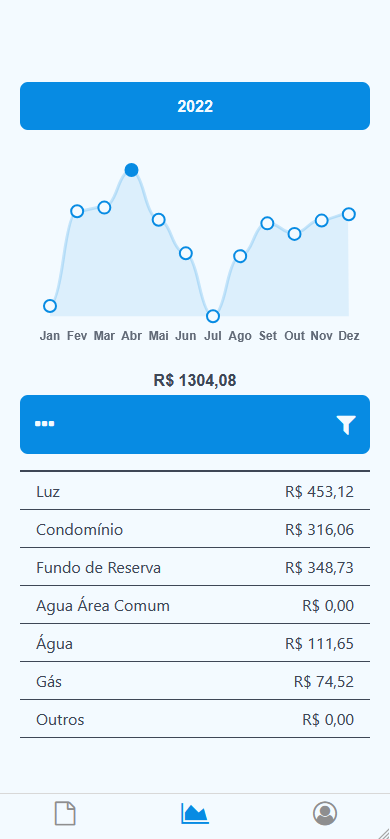 2022
Jan Fev Mar Abr Mai Jun Jul Ago Set Out Nov Dez
R$ 1304,08
Luz R$ 453,12
Condomínio R$ 316,06
Fundo de Reserva R$ 348,73
Agua Área Comum R$ 0,00
Água R$ 111,65
Gás R$ 74,52
Outros R$ 0,00